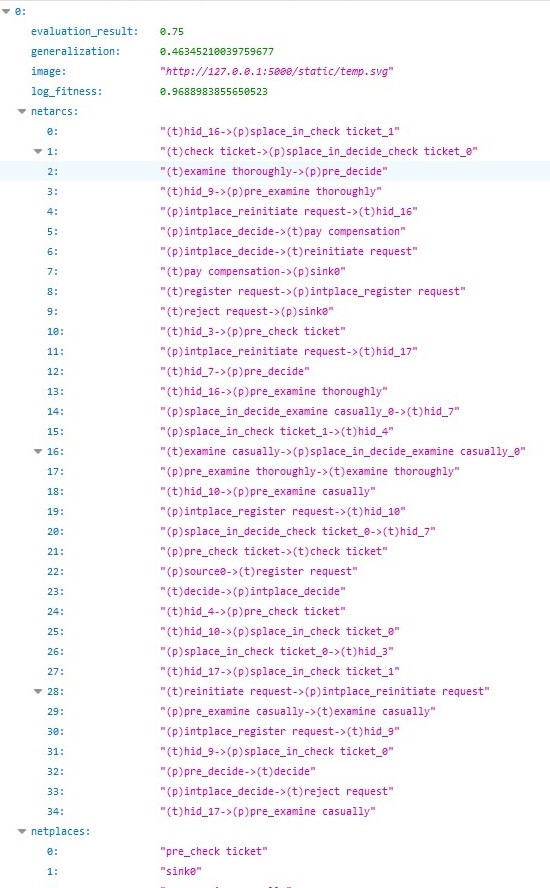 0:
evaluation_result: 0.75
generalization: 0.46345210039759677
image: "http://127.0.0.1:5000/static/temp.svg"
log_fitness: 0.9688983855650523
netarcs:
0: "(t)hid_16->(p)splace_in_check ticket_1"
1: "(t)check ticket->(p)splace_in_decide_check ticket_0"
2: "(t)examine thoroughly->(p)pre_decide"
3: "(t)hid_9->(p)pre_examine thoroughly"
4: "(p)intplace_reinitiate request->(t)hid_16"
5: "(p)intplace_decide->(t)pay compensation"
6: "(p)intplace_decide->(t)reinitiate request"
7: "(t)pay compensation->(p)sink0"
8: "(t)register request->(p)intplace_register request"
9: "(t)reject request->(p)sink0"
10: "(t)hid_3->(p)pre_check ticket"
11: "(p)intplace_reinitiate request->(t)hid_17"
12: "(t)hid_7->(p)pre_decide"
13: "(t)hid_16->(p)pre_examine thoroughly"
14: "(p)splace_in_decide_examine casually_0->(t)hid_7"
15: "(p)splace_in_check ticket_1->(t)hid_4"
16: "(t)examine casually->(p)splace_in_decide_examine casually_0"
17: "(p)pre_examine thoroughly->(t)examine thoroughly"
18: "(t)hid_10->(p)pre_examine casually"
19: "(p)intplace_register request->(t)hid_10"
20: "(p)splace_in_decide_check ticket_0->(t)hid_7"
21: "(p)pre_check ticket->(t)check ticket"
22: "(p)source0->(t)register request"
23: "(t)decide->(p)intplace_decide"
24: "(t)hid_4->(p)pre_check ticket"
25: "(t)hid_10->(p)splace_in_check ticket_0"
26: "(p)splace_in_check ticket_0->(t)hid_3"
27: "(t)hid_17->(p)splace_in_check ticket_1"
28: "(t)reinitiate request->(p)intplace_reinitiate request"
29: "(p)pre_examine casually->(t)examine casually"
30: "(p)intplace_register request->(t)hid_9"
31: "(t)hid_9->(p)splace_in_check ticket_0"
32: "(p)pre_decide->(t)decide"
33: "(p)intplace_decide->(t)reject request"
34: "(t)hid_17->(p)pre_examine casually"
netplaces:
0: "pre_check ticket"
1: "sink0"